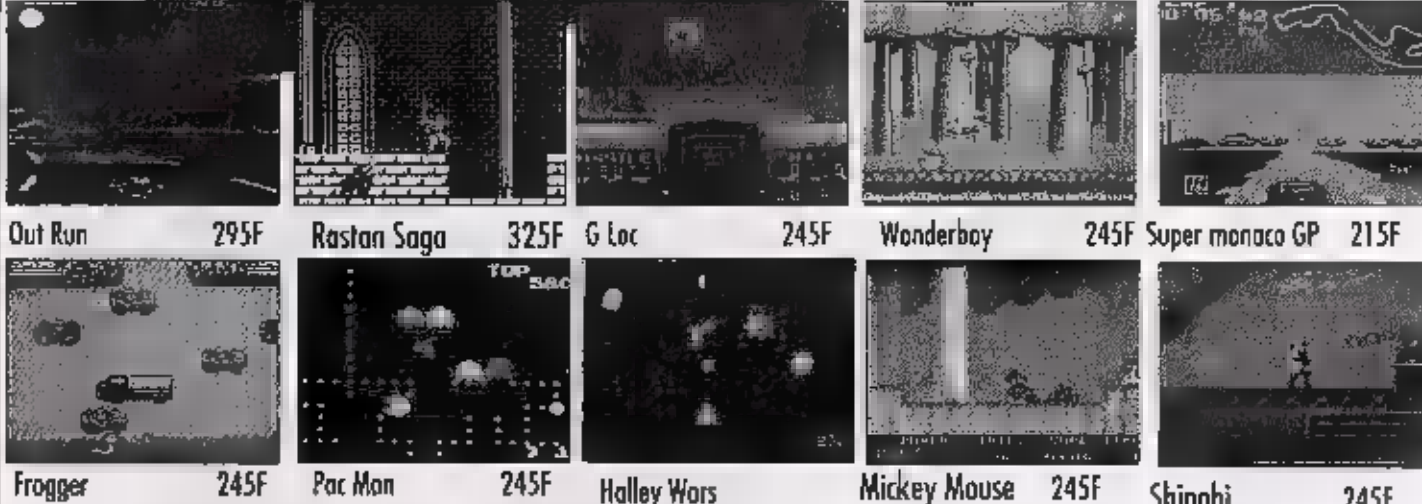 Out Run 295F
Rastan Saga 325F
G Loc 245F
Wonderboy 245F
Super monaco GP 215F
TOP
SEC
Frogger 245F
Pac Man 245F
Halley Wars
Mickey Mouse 245F
Shinobi 245F